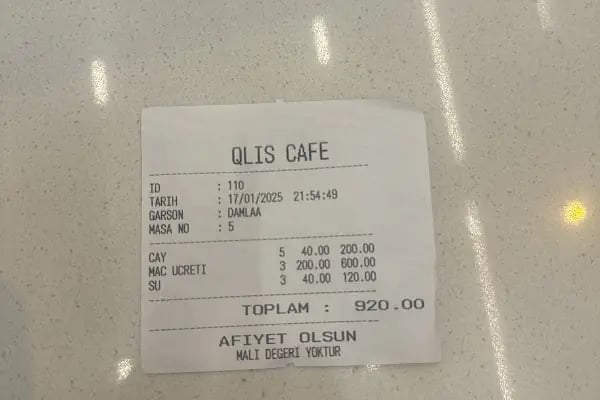 QLIS CAFE
ID : 110
TARIH : 17/01/2025 21:54:49
GARSON : DAMLAA
MASA NO : 5
CAY 5 40.00 200.00
MAC UCRETI 3 200.00 600.00
SU 3 40.00 120.00
TOPLAM : 920.00
AFIYET OLSUN
MALI DEGERI YOKTUR